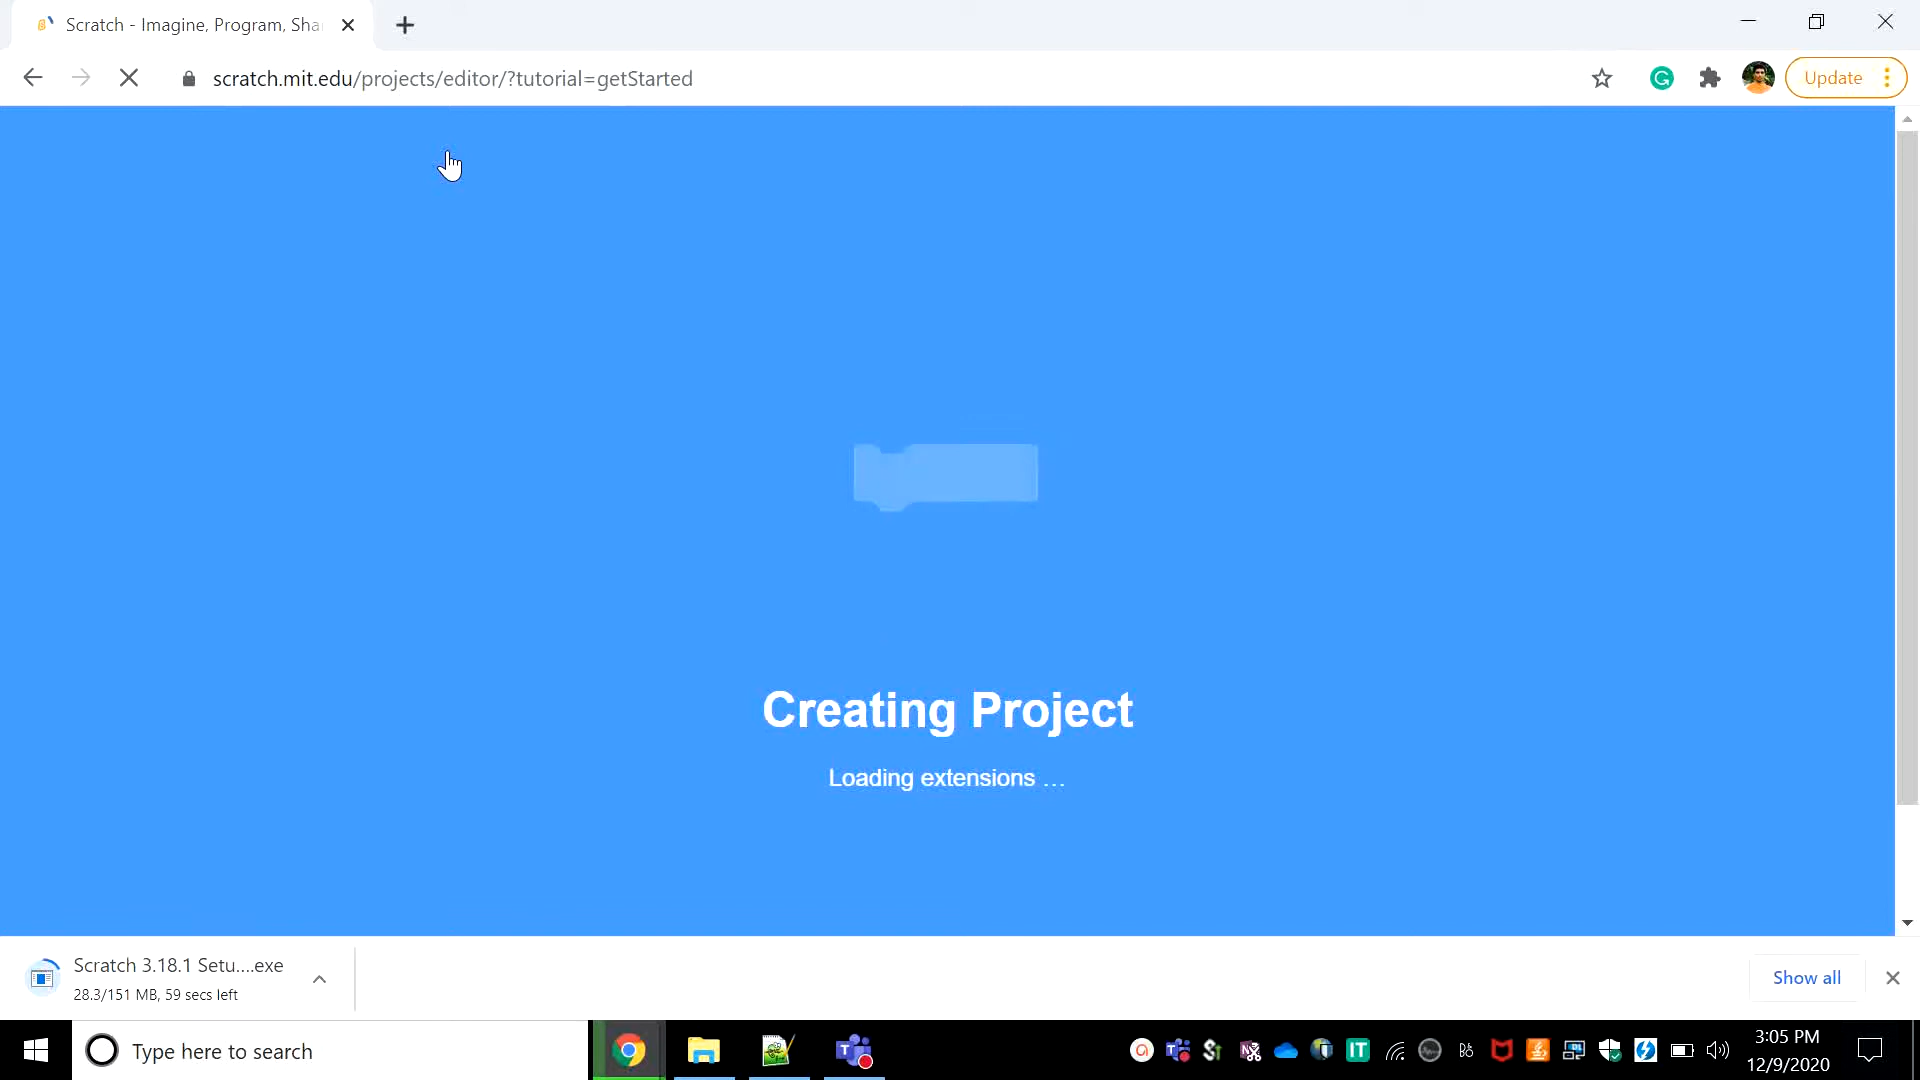 Scratch - Imagine, Program, Sha
scratch.mit.edu/projects/editor/?tutorial=getStarted
Update
Creating Project
Loading extensions ...
Scratch 3.18.1 Setu....exe
28.3/151 MB, 59 secs left
Show all
Type here to search
3:05 PM
12/9/2020